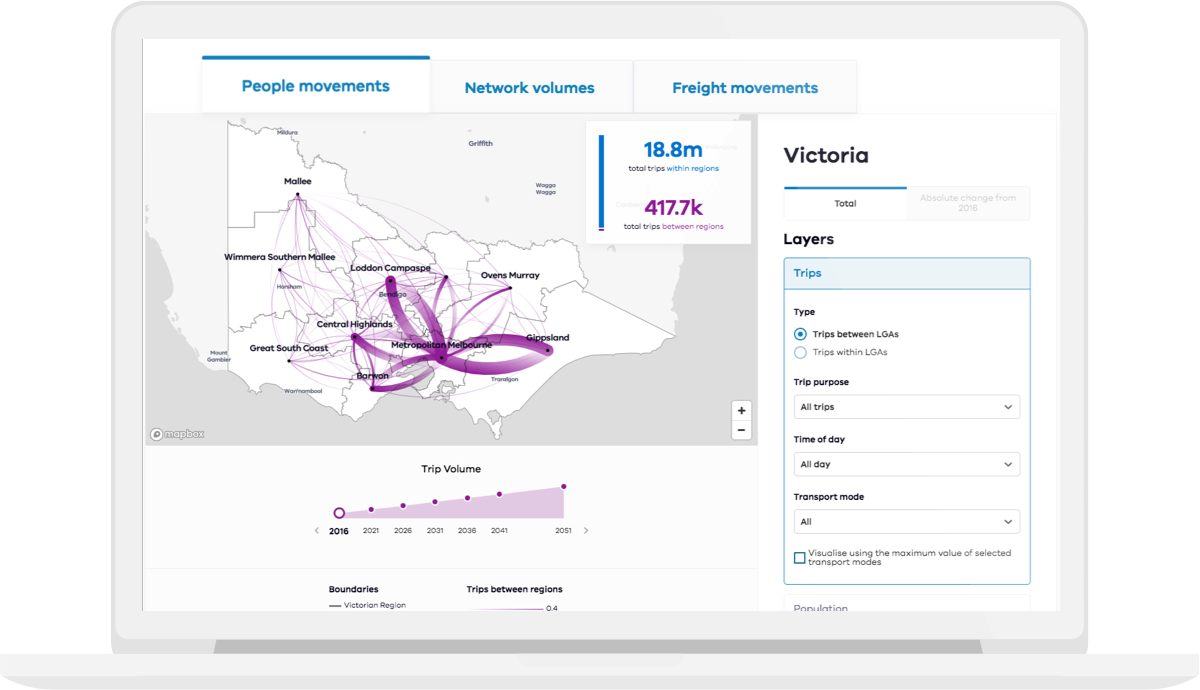 People movements
Network volumes
Freight movements
Mildura
Griffith
Mallee
Wagga
Wagga
18.8m
total trips within regions
417.7k
total trips between regions
Wimmera Southern Mallee
Horsham
Loddon Campaspe
Bendigo
Ovens Murray
Central Highlands
Great South Coast
Metropolitan Melbourne
Gippsland
Mount
Gambier
Barwon
Warrnambool
Traralgon
+
−
mapbox
Trip Volume
2016
2021
2026
2031
2036
2041
2051
Boundaries
Victorian Region
Trips between regions
0.4
Victoria
Total
Absolute change from
2016
Layers
Trips
Type
Trips between LGAs
Trips within LGAs
Trip purpose
All trips
Time of day
All day
Transport mode
All
Visualise using the maximum value of selected
transport modes
Population